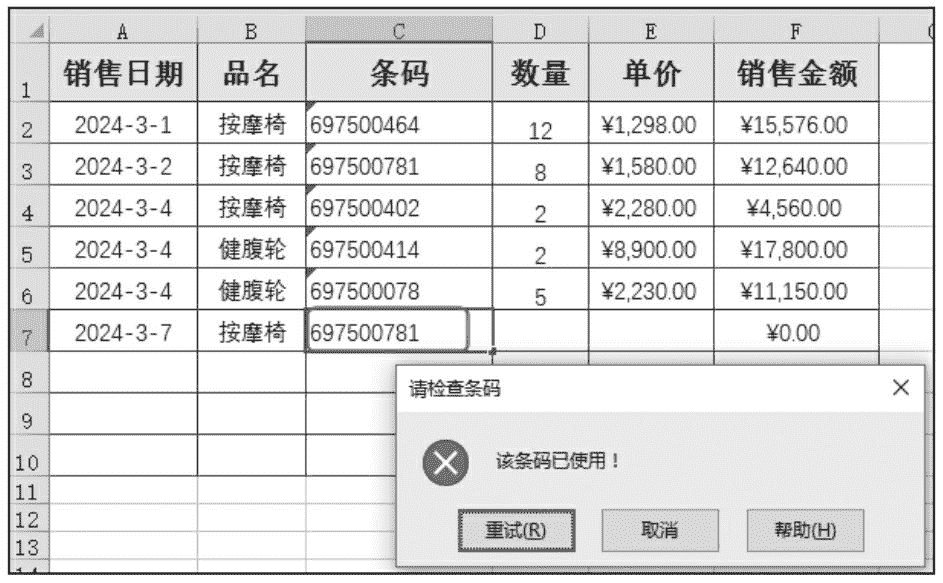 A B C D E F
1 销售日期 品名 条码 数量 单价 销售金额
2 2024-3-1 按摩椅 697500464 12 ¥1,298.00 ¥15,576.00
3 2024-3-2 按摩椅 697500781 8 ¥1,580.00 ¥12,640.00
4 2024-3-4 按摩椅 697500402 2 ¥2,280.00 ¥4,560.00
5 2024-3-4 健腹轮 697500414 2 ¥8,900.00 ¥17,800.00
6 2024-3-4 健腹轮 697500078 5 ¥2,230.00 ¥11,150.00
7 2024-3-7 按摩椅 697500781 ¥0.00
8
9
10
11
12
13
请检查条码
该条码已使用！
重试(R) 取消 帮助(H)